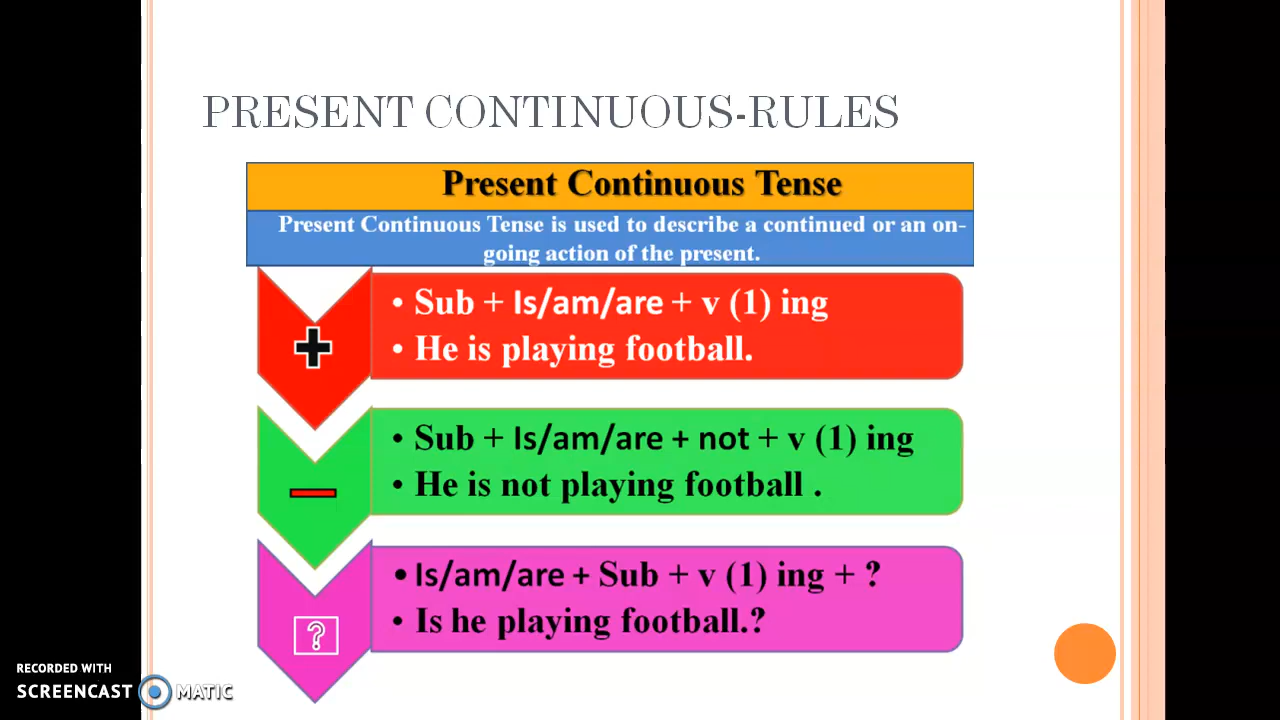 PRESENT CONTINUOUS-RULES
Present Continuous Tense
Present Continuous Tense is used to describe a continued or an on-
going action of the present.
+
• Sub + Is/am/are + v (1) ing
• He is playing football.
• Sub + Is/am/are + not + v (1) ing
• He is not playing football .
• Is/am/are + Sub + v (1) ing + ?
• Is he playing football.?
?
RECORDED WITH
SCREENCAST MATIC